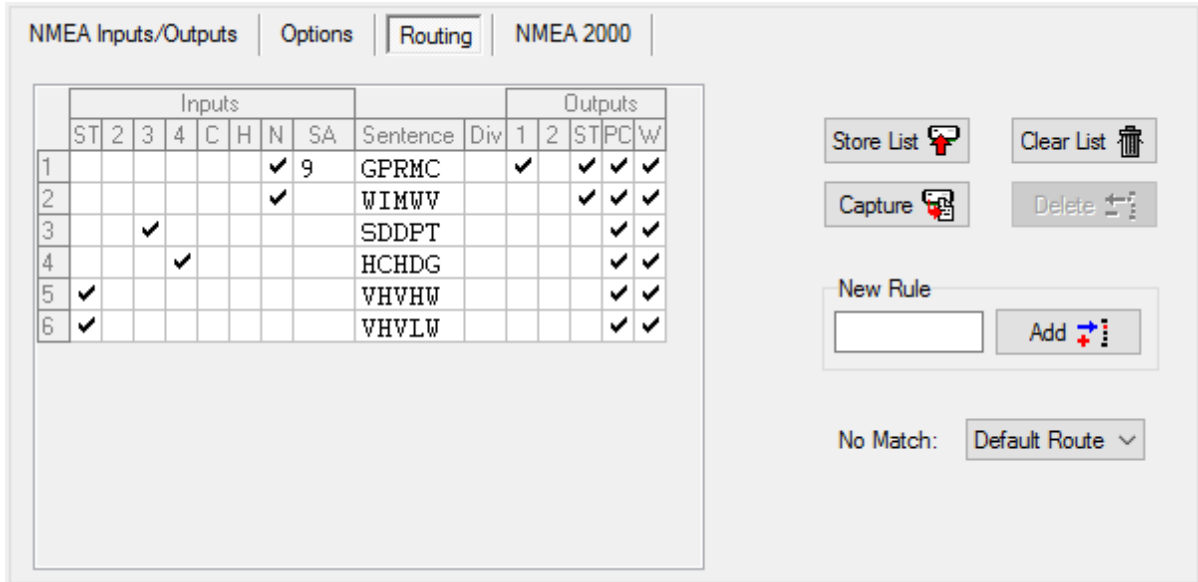 NMEA Inputs/Outputs Options Routing NMEA 2000
Inputs Outputs
ST 2 3 4 C H N SA Sentence Div 1 2 ST PC W
1 9 GPRMC
2 WIMWV
3 SDDPT
4 HCHDG
5 VHVHW
6 VHVLW
Store List Clear List
Capture Delete
New Rule
Add
No Match: Default Route